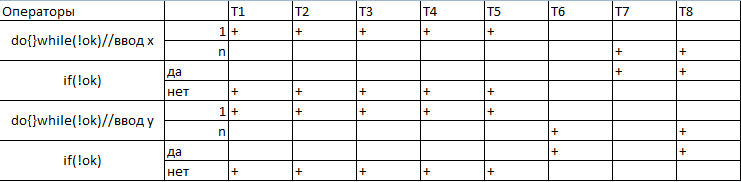 Операторы T1 T2 T3 T4 T5 T6 T7 T8
do{}while(!ok)//ввод x 1 + + + + +
n + +
if(!ok) да + +
нет + + + + +
do{}while(!ok)//ввод y 1 + + + + +
n + +
if(!ok) да + +
нет + + + + +